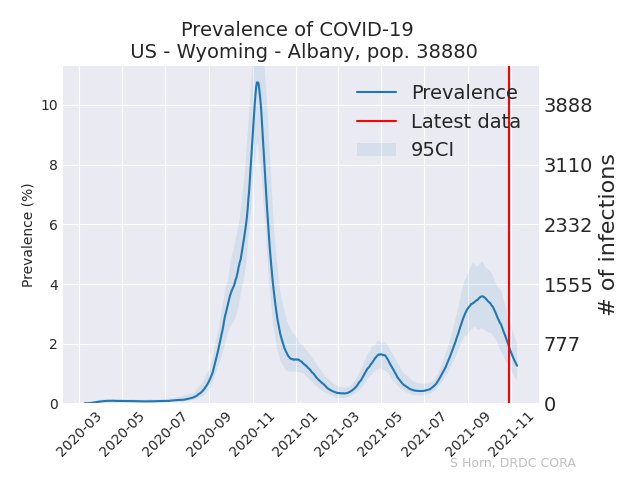 Prevalence of COVID-19
US - Wyoming - Albany, pop. 38880
Prevalence
Latest data
95CI
10
8
6
4
2
0
Prevalence (%)
3888
3110
2332
1555
777
0
# of infections
2020-03
2020-05
2020-07
2020-09
2020-11
2021-01
2021-03
2021-05
2021-07
2021-09
2021-11
S Horn, DRDC CORA